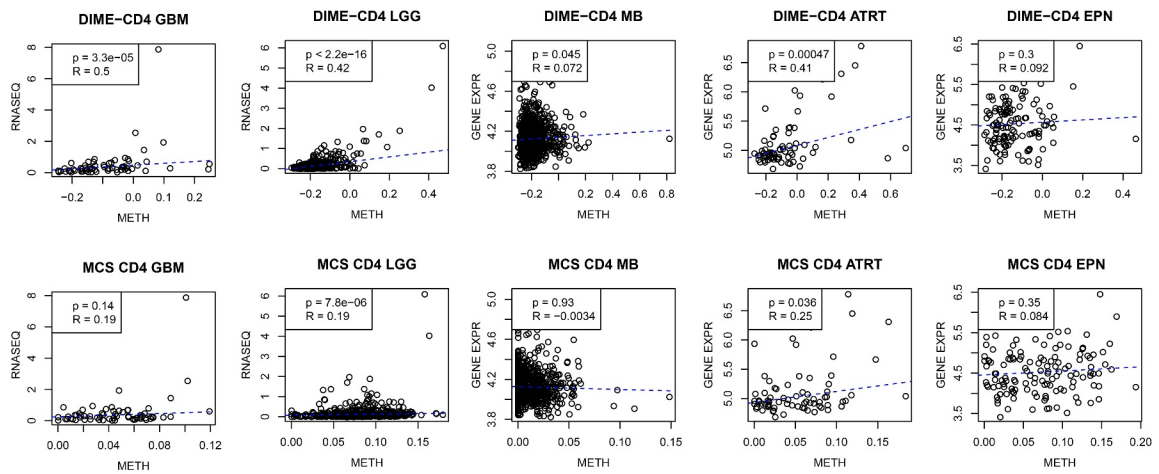 DIME−CD4 GBM
p = 3.3e−05
R = 0.5
RNASEQ
0 2 4 6 8
−0.2 0.0 0.1 0.2
METH
DIME−CD4 LGG
p < 2.2e−16
R = 0.42
RNASEQ
0 1 2 3 4 5 6
−0.2 0.0 0.2 0.4
METH
DIME−CD4 MB
p = 0.045
R = 0.072
GENE EXPR
3.8 4.2 4.6 5.0
−0.2 0.0 0.2 0.4 0.6 0.8
METH
DIME−CD4 ATRT
p = 0.00047
R = 0.41
GENE EXPR
5.0 5.5 6.0 6.5
−0.2 0.0 0.2 0.4 0.6
METH
DIME−CD4 EPN
p = 0.3
R = 0.092
GENE EXPR
3.5 4.5 5.5 6.5
−0.2 0.0 0.2 0.4
METH
MCS CD4 GBM
p = 0.14
R = 0.19
RNASEQ
0 2 4 6 8
0.00 0.04 0.08 0.12
METH
MCS CD4 LGG
p = 7.8e−06
R = 0.19
RNASEQ
0 1 2 3 4 5 6
0.00 0.05 0.10 0.15
METH
MCS CD4 MB
p = 0.93
R = −0.0034
GENE EXPR
3.8 4.2 4.6 5.0
0.00 0.05 0.10 0.15
METH
MCS CD4 ATRT
p = 0.036
R = 0.25
GENE EXPR
5.0 5.5 6.0 6.5
0.00 0.05 0.10 0.15
METH
MCS CD4 EPN
p = 0.35
R = 0.084
GENE EXPR
3.5 4.5 5.5 6.5
0.00 0.05 0.10 0.15 0.20
METH